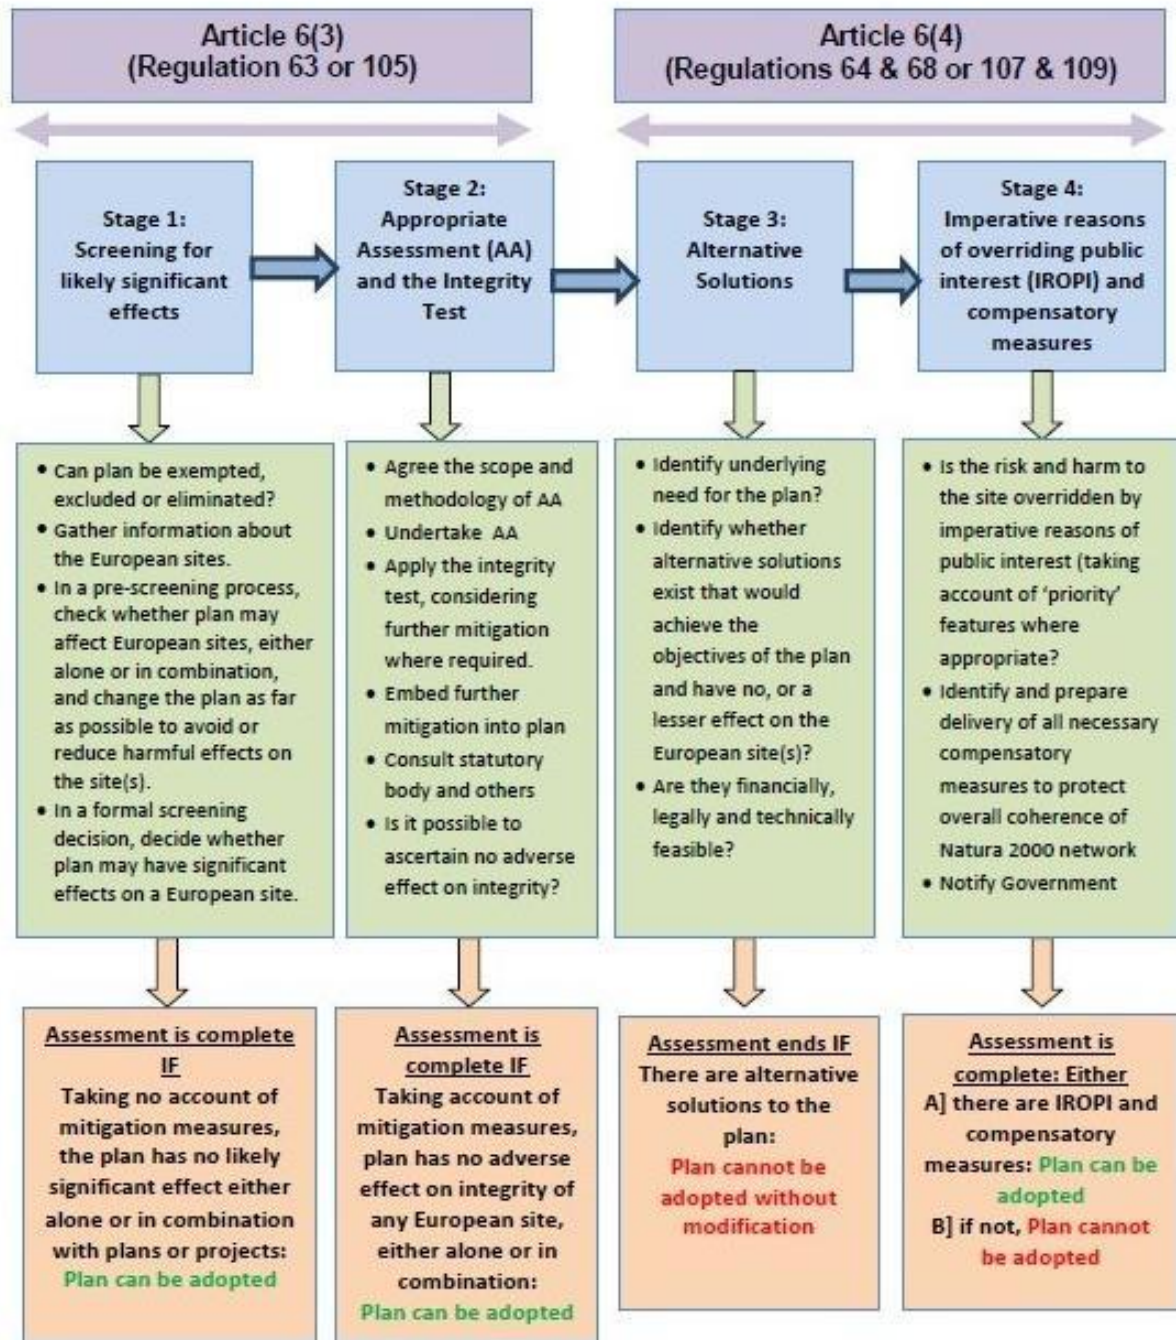 Article 6(3)
(Regulation 63 or 105)
Article 6(4)
(Regulations 64 & 68 or 107 & 109)
Stage 1:
Screening for
likely significant
effects
Stage 2:
Appropriate
Assessment (AA)
and the Integrity
Test
Stage 3:
Alternative
Solutions
Stage 4:
Imperative reasons
of overriding public
interest (IROPI) and
compensatory
measures
• Can plan be exempted,
excluded or eliminated?
• Gather information about
the European sites.
• In a pre-screening process,
check whether plan may
affect European sites, either
alone or in combination,
and change the plan as far
as possible to avoid or
reduce harmful effects on
the site(s).
• In a formal screening
decision, decide whether
plan may have significant
effects on a European site.
• Agree the scope and
methodology of AA
• Undertake AA
• Apply the integrity
test, considering
further mitigation
where required.
• Embed further
mitigation into plan
• Consult statutory
body and others
• Is it possible to
ascertain no adverse
effect on integrity?
• Identify underlying
need for the plan?
• Identify whether
alternative solutions
exist that would
achieve the
objectives of the plan
and have no, or a
lesser effect on the
European site(s)?
• Are they financially,
legally and technically
feasible?
• Is the risk and harm to
the site overridden by
imperative reasons of
public interest (taking
account of ‘priority’
features where
appropriate?
• Identify and prepare
delivery of all necessary
compensatory
measures to protect
overall coherence of
Natura 2000 network
• Notify Government
Assessment is complete
IF
Taking no account of
mitigation measures,
the plan has no likely
significant effect either
alone or in combination
with plans or projects:
Plan can be adopted
Assessment is
complete IF
Taking account of
mitigation measures,
plan has no adverse
effect on integrity of
any European site,
either alone or in
combination:
Plan can be adopted
Assessment ends IF
There are alternative
solutions to the
plan:
Plan cannot be
adopted without
modification
Assessment is
complete: Either
A] there are IROPI and
compensatory
measures: Plan can be
adopted
B] if not, Plan cannot
be adopted